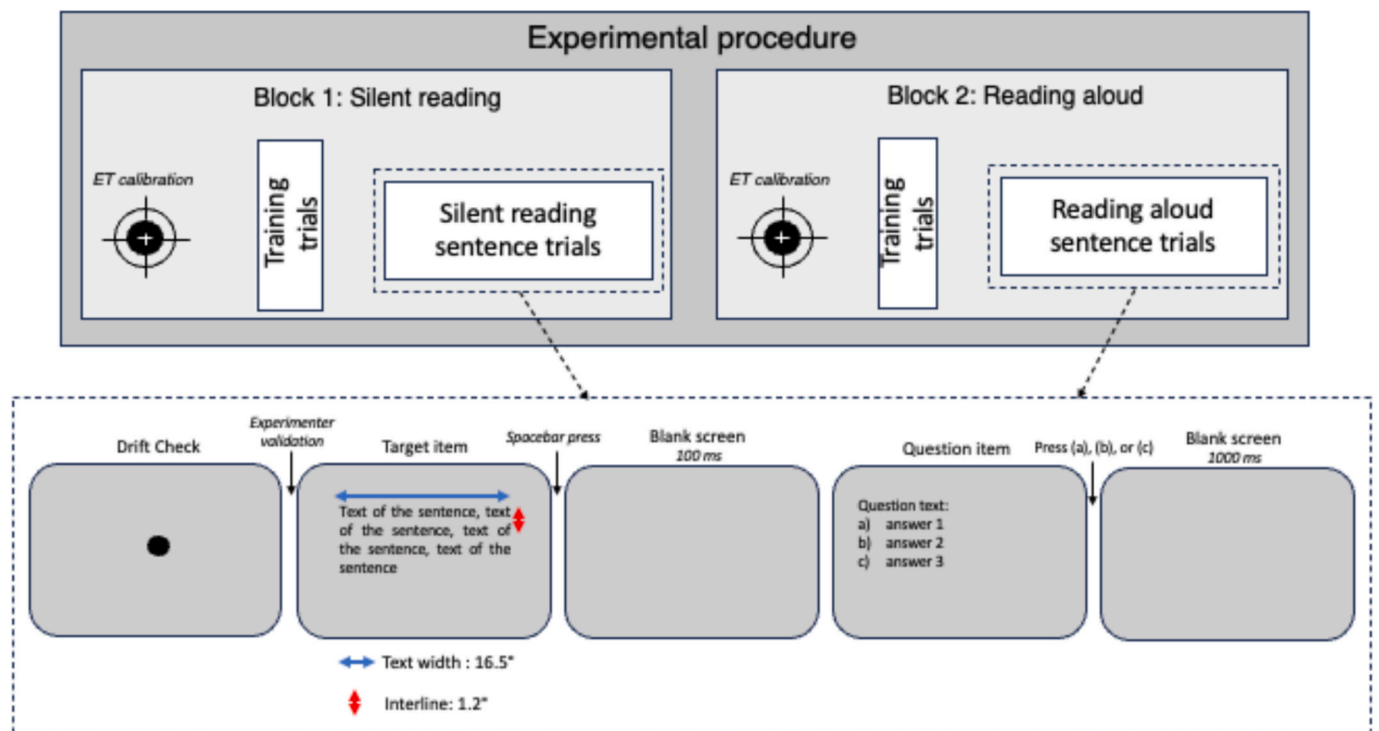 Experimental procedure
Block 1: Silent reading
ET calibration
Training
trials
Silent reading
sentence trials
Block 2: Reading aloud
ET calibration
Training
trials
Reading aloud
sentence trials
Drift Check
Experimenter
validation
Target item
Text of the sentence, text
of the sentence, text of
the sentence, text of the
sentence
Spacebar press
Blank screen
100 ms
Question item
Question text:
a) answer 1
b) answer 2
c) answer 3
Press (a), (b), or (c)
Blank screen
1000 ms
Text width : 16.5°
Interline: 1.2°